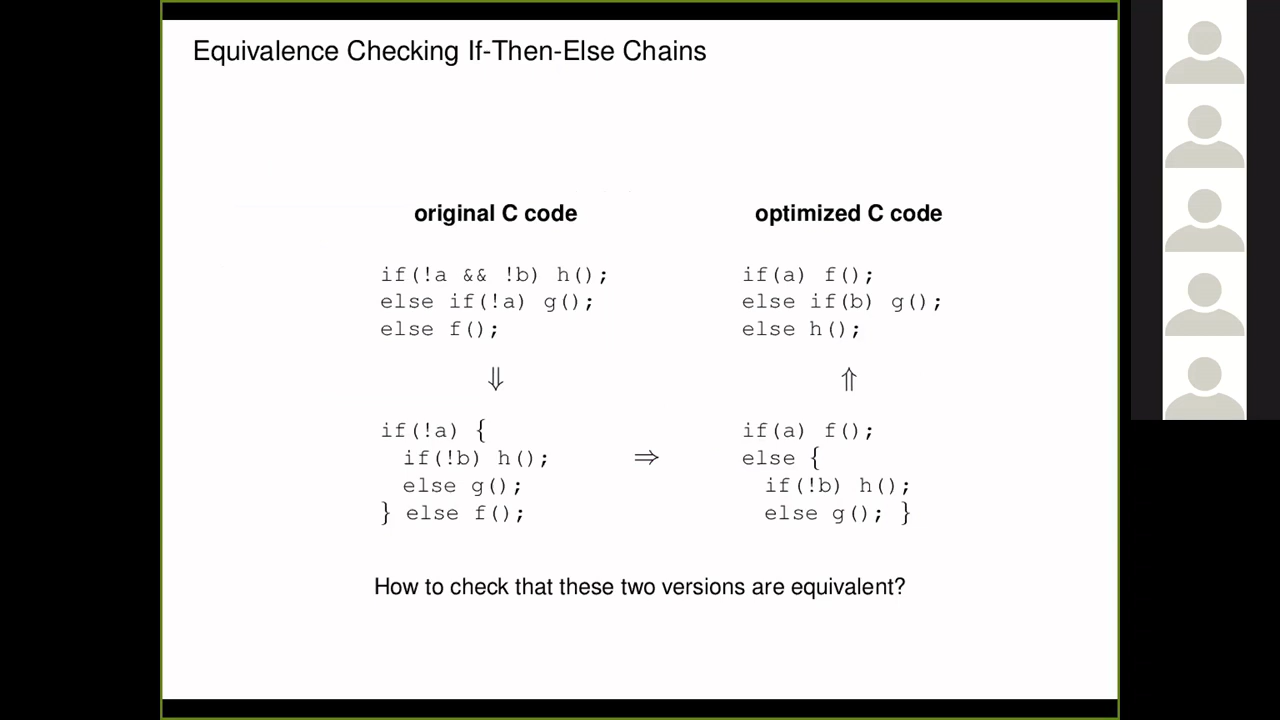 Equivalence Checking If-Then-Else Chains
original C code
if(!a && !b) h();
else if(!a) g();
else f();
⇓
if(!a) {
if(!b) h();
else g();
} else f();
⇒
optimized C code
if(a) f();
else if(b) g();
else h();
⇑
if(a) f();
else {
if(!b) h();
else g(); }
How to check that these two versions are equivalent?